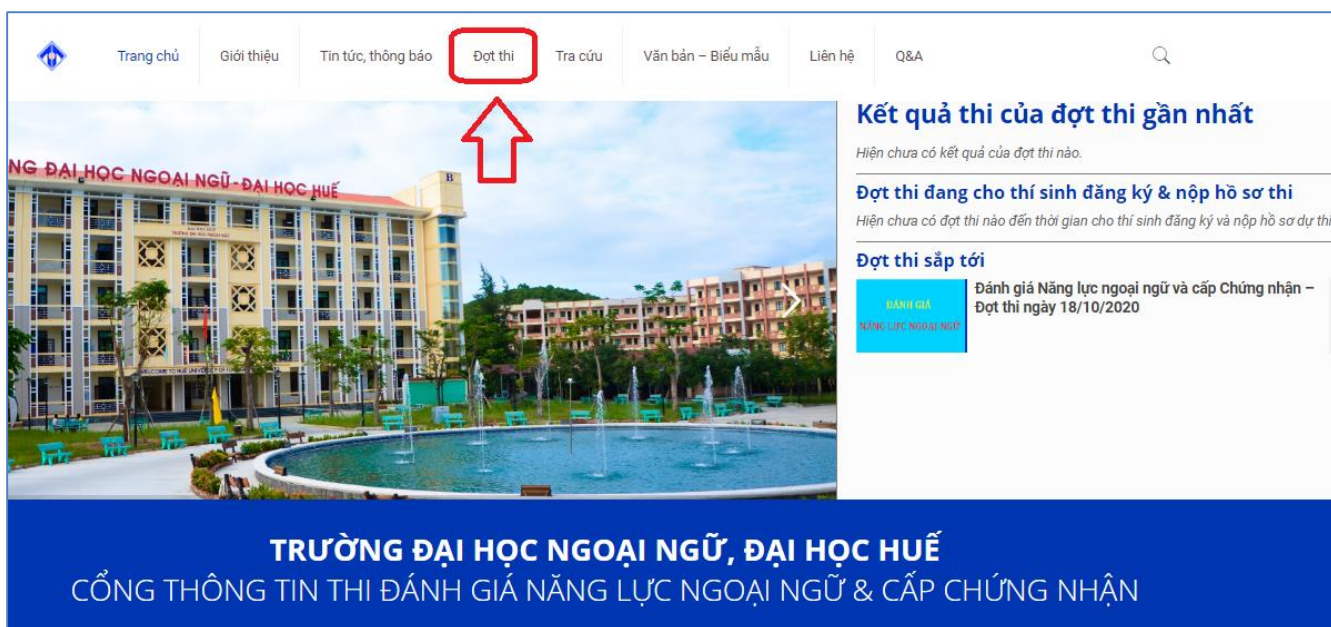 Trang chủ
Giới thiệu
Tin tức, thông báo
Đợt thi
Tra cứu
Văn bản – Biểu mẫu
Liên hệ
Q&A
NG ĐẠI HỌC NGOẠI NGỮ - ĐẠI HỌC HUẾ
B
Kết quả thi của đợt thi gần nhất
Hiện chưa có kết quả của đợt thi nào.
Đợt thi đang cho thí sinh đăng ký & nộp hồ sơ thi
Hiện chưa có đợt thi nào đến thời gian cho thí sinh đăng ký và nộp hồ sơ dự thi
Đợt thi sắp tới
ĐÁNH GIÁ
NĂNG LỰC NGOẠI NGỮ
Đánh giá Năng lực ngoại ngữ và cấp Chứng nhận –
Đợt thi ngày 18/10/2020
TRƯỜNG ĐẠI HỌC NGOẠI NGỮ, ĐẠI HỌC HUẾ
CỔNG THÔNG TIN THI ĐÁNH GIÁ NĂNG LỰC NGOẠI NGỮ & CẤP CHỨNG NHẬN